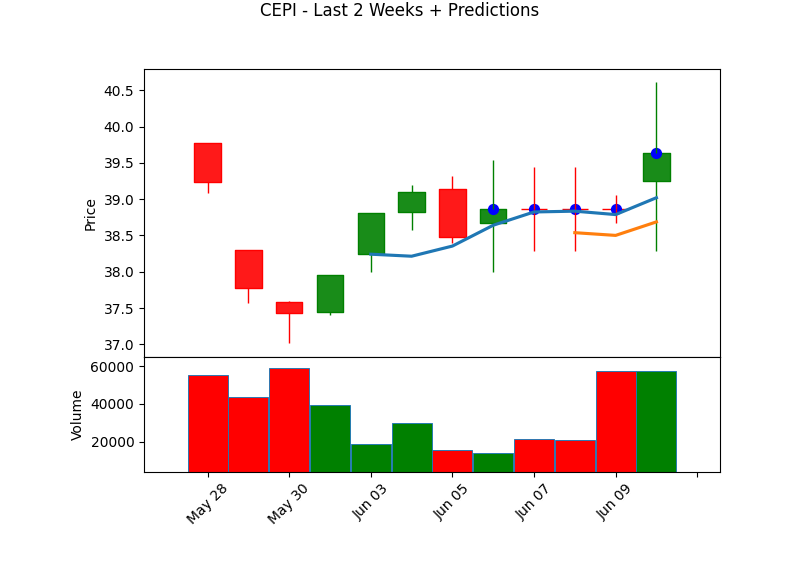 CEPI - Last 2 Weeks + Predictions
40.5
40.0
39.5
39.0
38.5
38.0
37.5
37.0
Price
60000
40000
20000
Volume
May 28
May 30
Jun 03
Jun 05
Jun 07
Jun 09